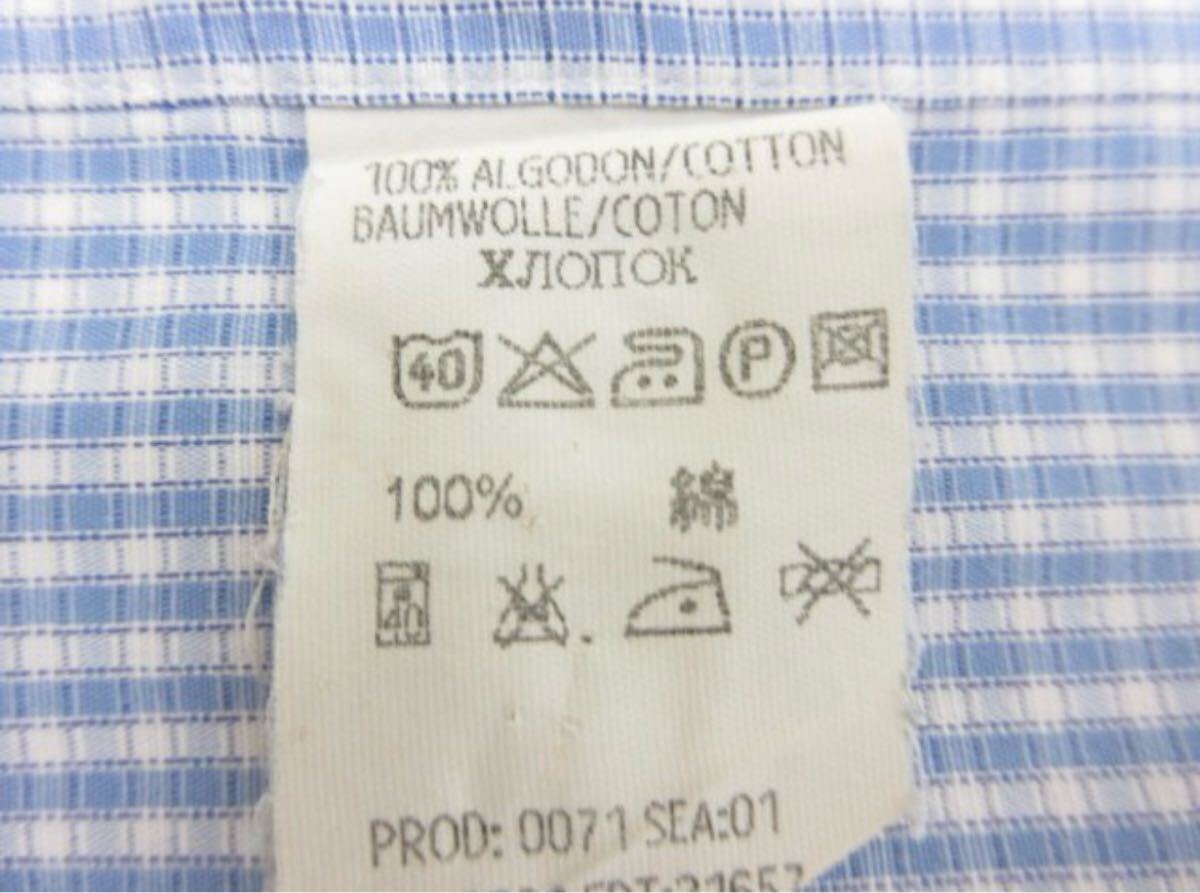 100% ALGODON/COTTON
BAUMWOLLE/COTON
ХЛОПОК
40 P
100% 綿
40
PROD: 0071 SEA:01